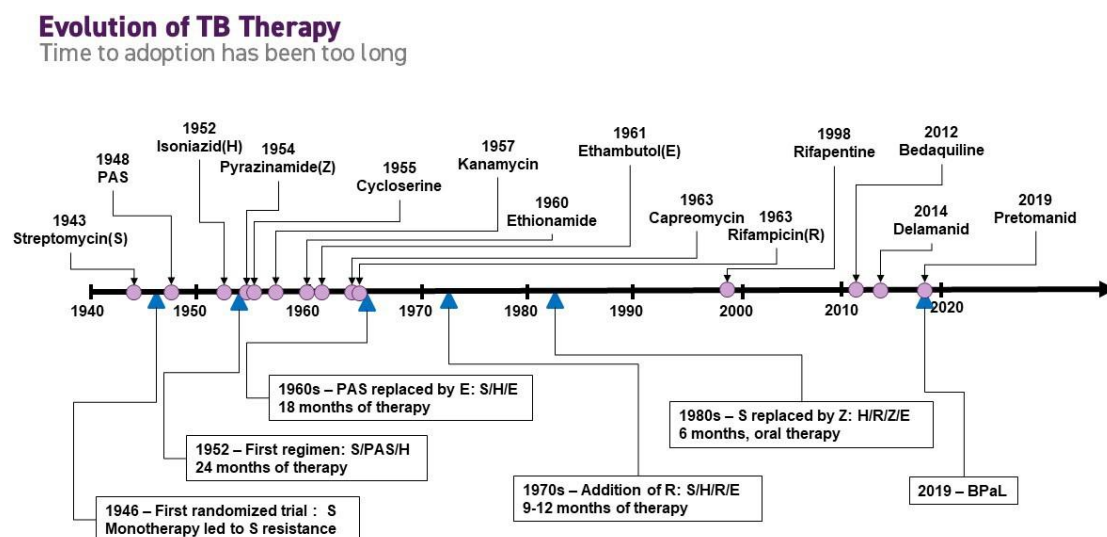 Evolution of TB Therapy
Time to adoption has been too long
1943
Streptomycin(S)
1948
PAS
1952
Isoniazid(H)
1954
Pyrazinamide(Z)
1955
Cycloserine
1957
Kanamycin
1960
Ethionamide
1961
Ethambutol(E)
1963
Capreomycin
1963
Rifampicin(R)
1998
Rifapentine
2012
Bedaquiline
2014
Delamanid
2019
Pretomanid
1940
1950
1960
1970
1980
1990
2000
2010
2020
1960s – PAS replaced by E: S/H/E
18 months of therapy
1952 – First regimen: S/PAS/H
24 months of therapy
1946 – First randomized trial : S
Monotherapy led to S resistance
1970s – Addition of R: S/H/R/E
9-12 months of therapy
1980s – S replaced by Z: H/R/Z/E
6 months, oral therapy
2019 – BPaL